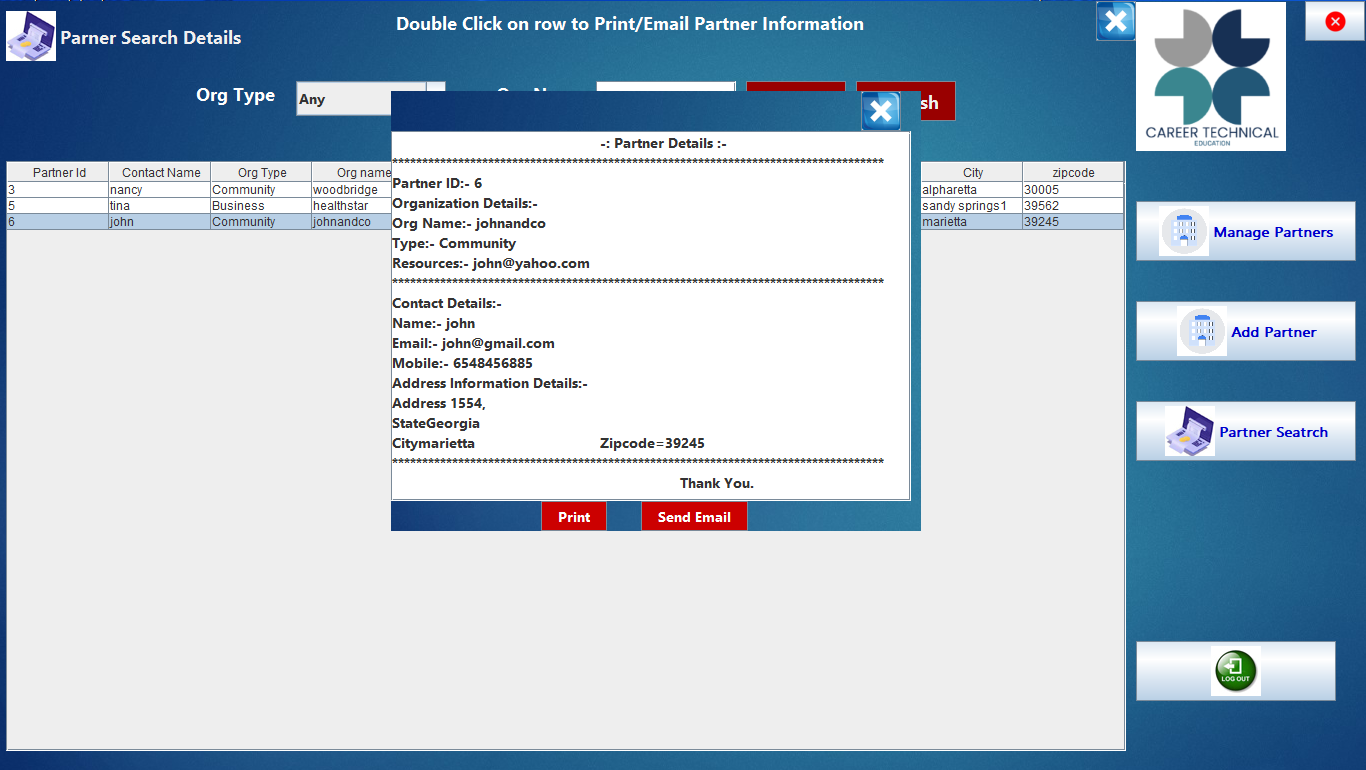 Double Click on row to Print/Email Partner Information
Parner Search Details
CAREER TECHNICAL
EDUCATION
Org Type
Any
-: Partner Details :-
**********************************************************************************
Partner ID:- 6
Organization Details:-
Org Name:- johnandco
Type:- Community
Resources:- john@yahoo.com
**********************************************************************************
Contact Details:-
Name:- john
Email:- john@gmail.com
Mobile:- 6548456885
Address Information Details:-
Address 1554,
StateGeorgia
Citymarietta Zipcode=39245
**********************************************************************************
Thank You.
Print Send Email
Partner Id Contact Name Org Type Org name City zipcode
3 nancy Community woodbridge alpharetta 30005
5 tina Business healthstar sandy springs1 39562
6 john Community johnandco marietta 39245
Manage Partners
Add Partner
Partner Seatrch
LOG OUT